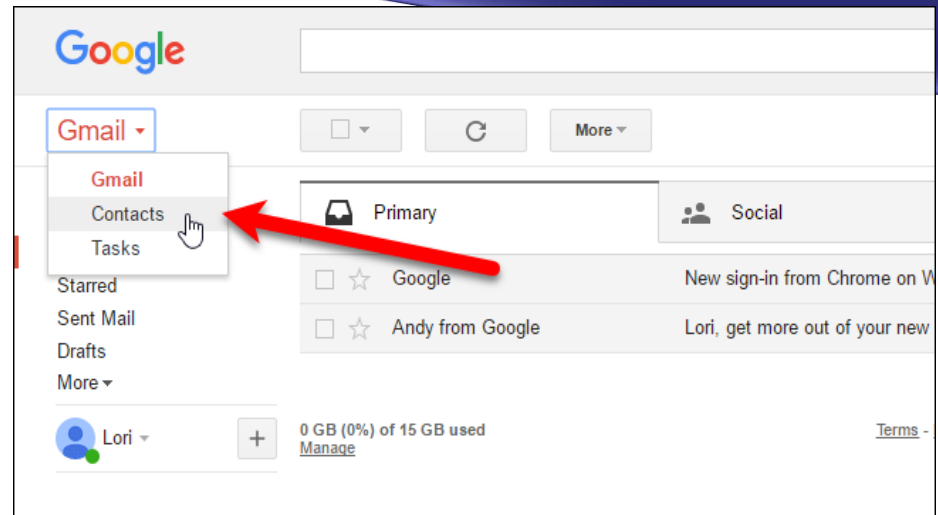 Google
Gmail
More
Gmail
Contacts
Tasks
Primary
Social
Starred
Google
New sign-in from Chrome on
Sent Mail
Andy from Google
Lori, get more out of your new
Drafts
More
Lori
0 GB (0%) of 15 GB used
Manage
Terms -